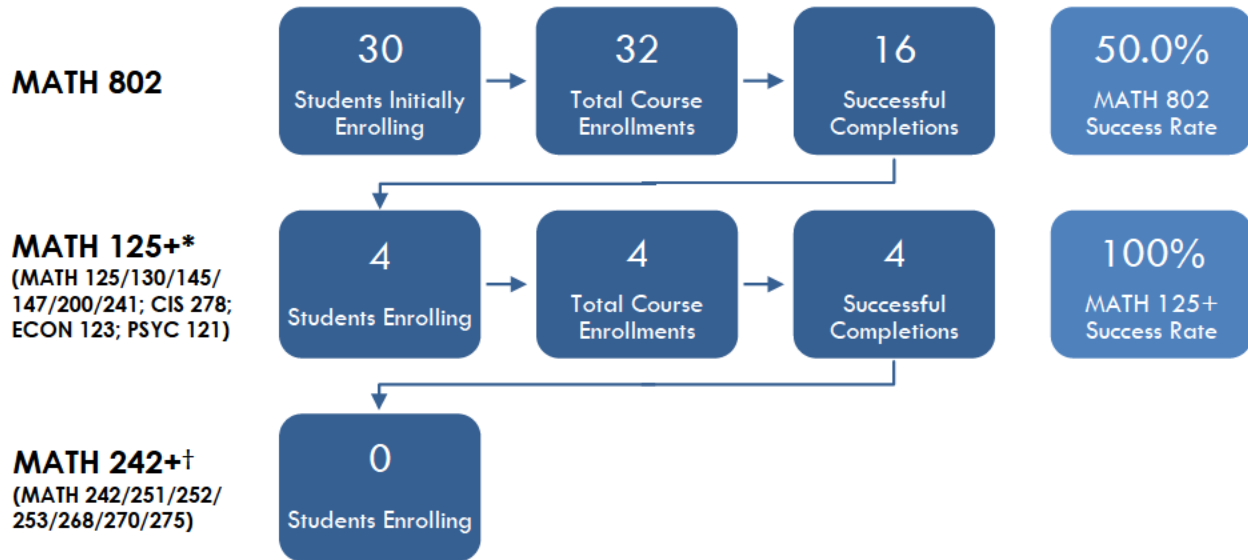 MATH 802
30
Students Initially
Enrolling
32
Total Course
Enrollments
16
Successful
Completions
50.0%
MATH 802
Success Rate
MATH 125+*
(MATH 125/130/145/
147/200/241; CIS 278;
ECON 123; PSYC 121)
4
Students Enrolling
4
Total Course
Enrollments
4
Successful
Completions
100%
MATH 125+
Success Rate
MATH 242+†
(MATH 242/251/252/
253/268/270/275)
0
Students Enrolling